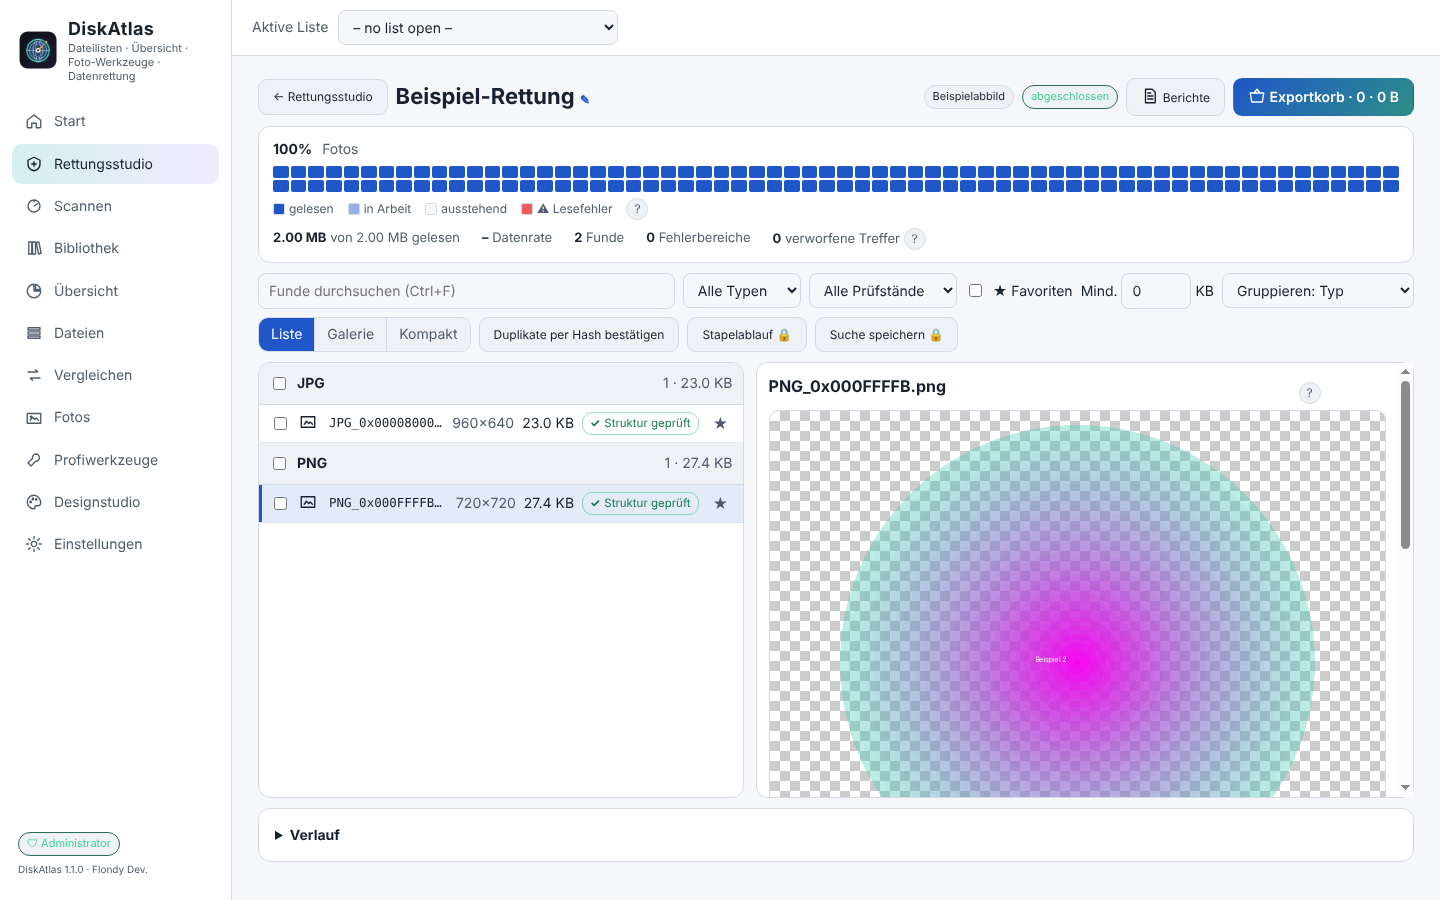 DiskAtlas
Dateilisten · Übersicht ·
Foto-Werkzeuge ·
Datenrettung
Start
Rettungsstudio
Scannen
Bibliothek
Übersicht
Dateien
Vergleichen
Fotos
Profiwerkzeuge
Designstudio
Einstellungen
Administrator
DiskAtlas 1.1.0 · Flondy Dev.
Aktive Liste – no list open –
← Rettungsstudio Beispiel-Rettung Beispielabbild abgeschlossen Berichte Exportkorb · 0 · 0 B
100% Fotos
gelesen in Arbeit ausstehend Lesefehler ?
2.00 MB von 2.00 MB gelesen – Datenrate 2 Funde 0 Fehlerbereiche 0 verworfene Treffer ?
Funde durchsuchen (Ctrl+F) Alle Typen Alle Prüfstände ★ Favoriten Mind. 0 KB Gruppieren: Typ
Liste Galerie Kompakt Duplikate per Hash bestätigen Stapelablauf 🔒 Suche speichern 🔒
JPG 1 · 23.0 KB
JPG_0x00008000… 960×640 23.0 KB ✓ Struktur geprüft ★
PNG 1 · 27.4 KB
PNG_0x000FFFFB… 720×720 27.4 KB ✓ Struktur geprüft ★
PNG_0x000FFFFB.png ?
Beispiel 2
Verlauf